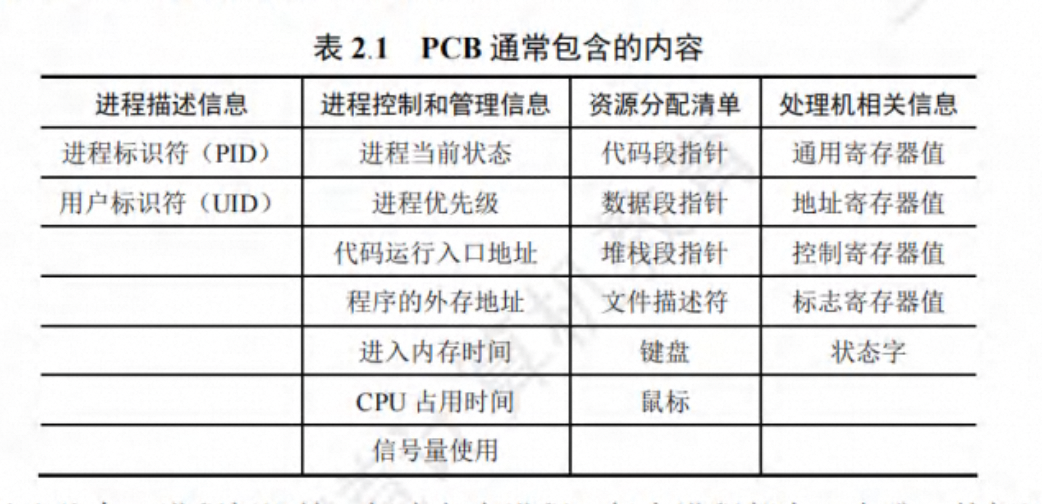 表 2.1 PCB 通常包含的内容
进程描述信息 进程控制和管理信息 资源分配清单 处理机相关信息
进程标识符（PID） 进程当前状态 代码段指针 通用寄存器值
用户标识符（UID） 进程优先级 数据段指针 地址寄存器值
代码运行入口地址 堆栈段指针 控制寄存器值
程序的外存地址 文件描述符 标志寄存器值
进入内存时间 键盘 状态字
CPU 占用时间 鼠标
信号量使用